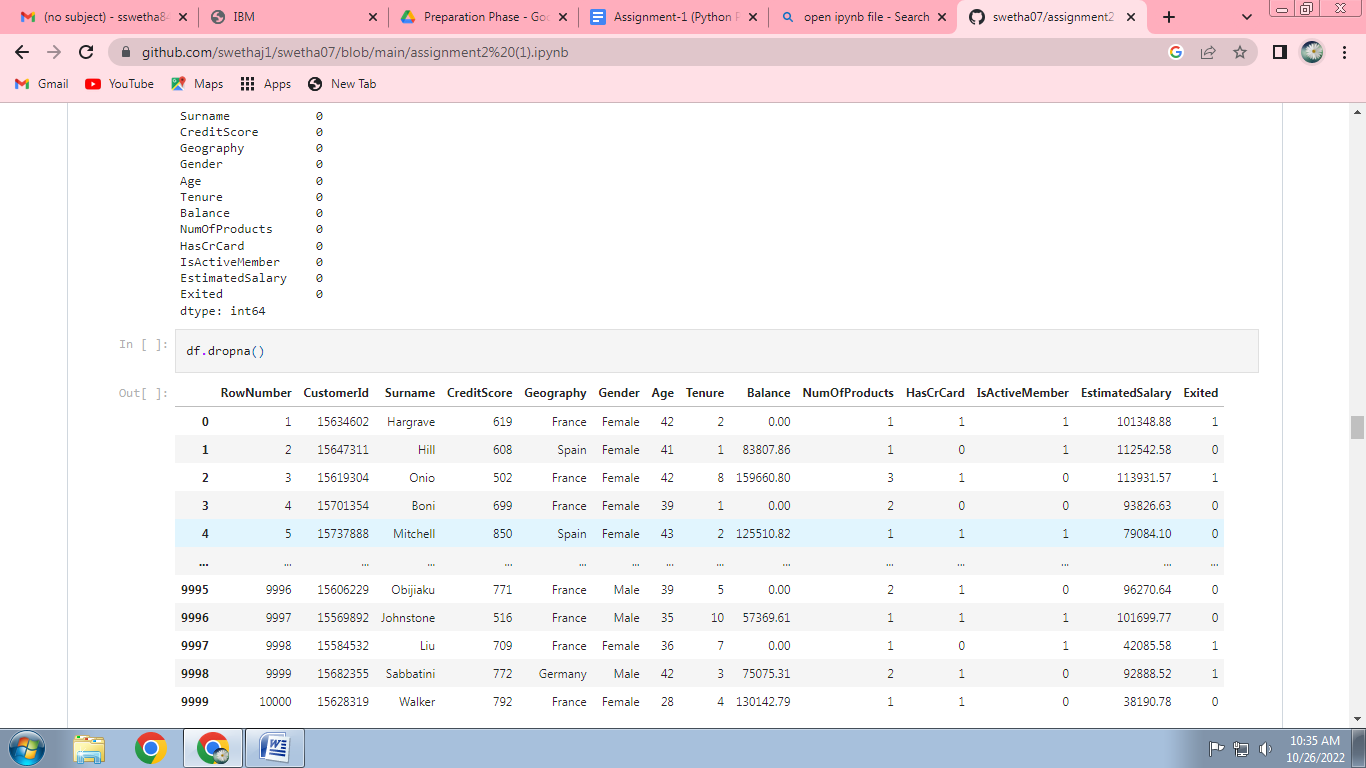 (no subject) - sswetha84
IBM
Preparation Phase - Goo
Assignment-1 (Python P
open ipynb file - Search
swetha07/assignment2
github.com/swethaj1/swetha07/blob/main/assignment2%20(1).ipynb
Gmail YouTube Maps Apps New Tab
Surname 0
CreditScore 0
Geography 0
Gender 0
Age 0
Tenure 0
Balance 0
NumOfProducts 0
HasCrCard 0
IsActiveMember 0
EstimatedSalary 0
Exited 0
dtype: int64
In [ ]: df.dropna()
Out[ ]: RowNumber CustomerId Surname CreditScore Geography Gender Age Tenure Balance NumOfProducts HasCrCard IsActiveMember EstimatedSalary Exited
0 1 15634602 Hargrave 619 France Female 42 2 0.00 1 1 1 101348.88 1
1 2 15647311 Hill 608 Spain Female 41 1 83807.86 1 0 1 112542.58 0
2 3 15619304 Onio 502 France Female 42 8 159660.80 3 1 0 113931.57 1
3 4 15701354 Boni 699 France Female 39 1 0.00 2 0 0 93826.63 0
4 5 15737888 Mitchell 850 Spain Female 43 2 125510.82 1 1 1 79084.10 0
... ... ... ... ... ... ... ... ... ... ... ... ... ... ...
9995 9996 15606229 Obijiaku 771 France Male 39 5 0.00 2 1 0 96270.64 0
9996 9997 15569892 Johnstone 516 France Male 35 10 57369.61 1 1 1 101699.77 0
9997 9998 15584532 Liu 709 France Female 36 7 0.00 1 0 1 42085.58 1
9998 9999 15682355 Sabbatini 772 Germany Male 42 3 75075.31 2 1 0 92888.52 1
9999 10000 15628319 Walker 792 France Female 28 4 130142.79 1 1 0 38190.78 0
10:35 AM
10/26/2022